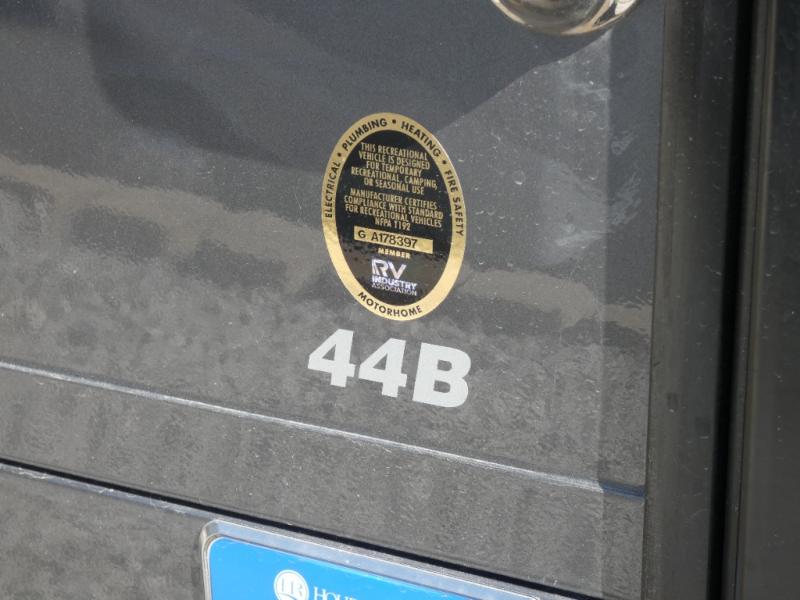 ELECTRICAL • PLUMBING • HEATING • FIRE SAFETY
THIS RECREATIONAL
VEHICLE IS DESIGNED
FOR TEMPORARY
RECREATIONAL, CAMPING,
OR SEASONAL USE
MANUFACTURER CERTIFIES
COMPLIANCE WITH STANDARD
FOR RECREATIONAL VEHICLES
NFPA 1192
G A178397
MEMBER
RV
INDUSTRY
ASSOCIATION
MOTORHOME
44B